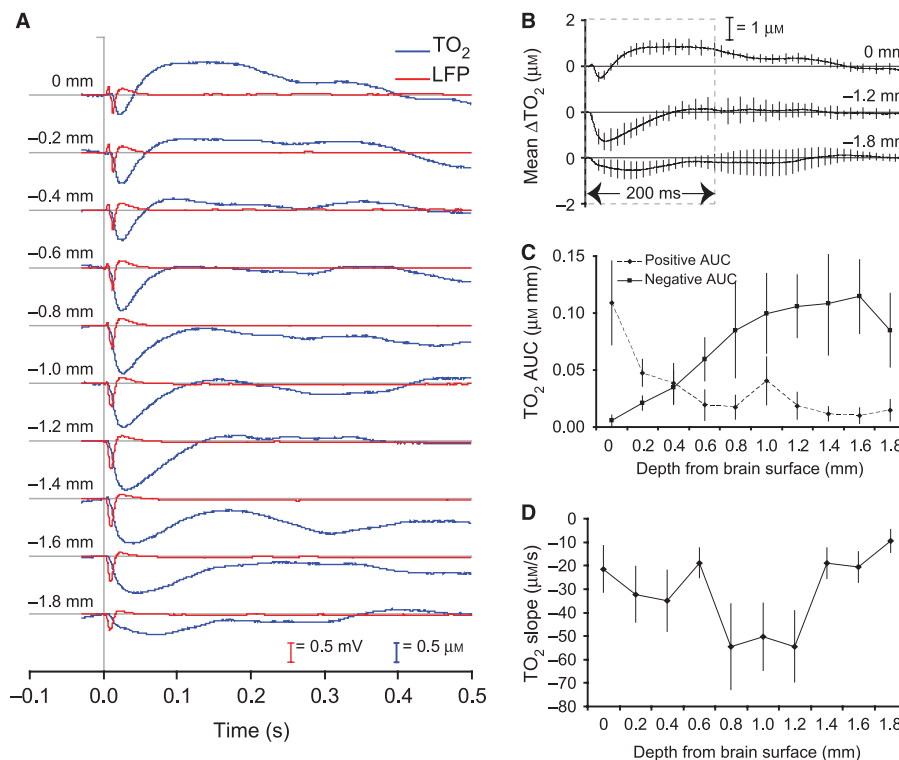 A
TO₂
LFP
0 mm
–0.2 mm
–0.4 mm
–0.6 mm
–0.8 mm
–1.0 mm
–1.2 mm
–1.4 mm
–1.6 mm
–1.8 mm
= 0.5 mV
= 0.5 μM
–0.1 0.0 0.1 0.2 0.3 0.4 0.5
Time (s)
B
= 1 μM
Mean ΔTO₂ (μM)
2
0
0
0
–2
0 mm
–1.2 mm
–1.8 mm
200 ms
C
Positive AUC
Negative AUC
TO₂ AUC (μM mm)
0.15
0.10
0.05
0.00
0 0.2 0.4 0.6 0.8 1.0 1.2 1.4 1.6 1.8
Depth from brain surface (mm)
D
TO₂ slope (μM/s)
0
–10
–20
–30
–40
–50
–60
–70
–80
0 0.2 0.4 0.6 0.8 1.0 1.2 1.4 1.6 1.8
Depth from brain surface (mm)